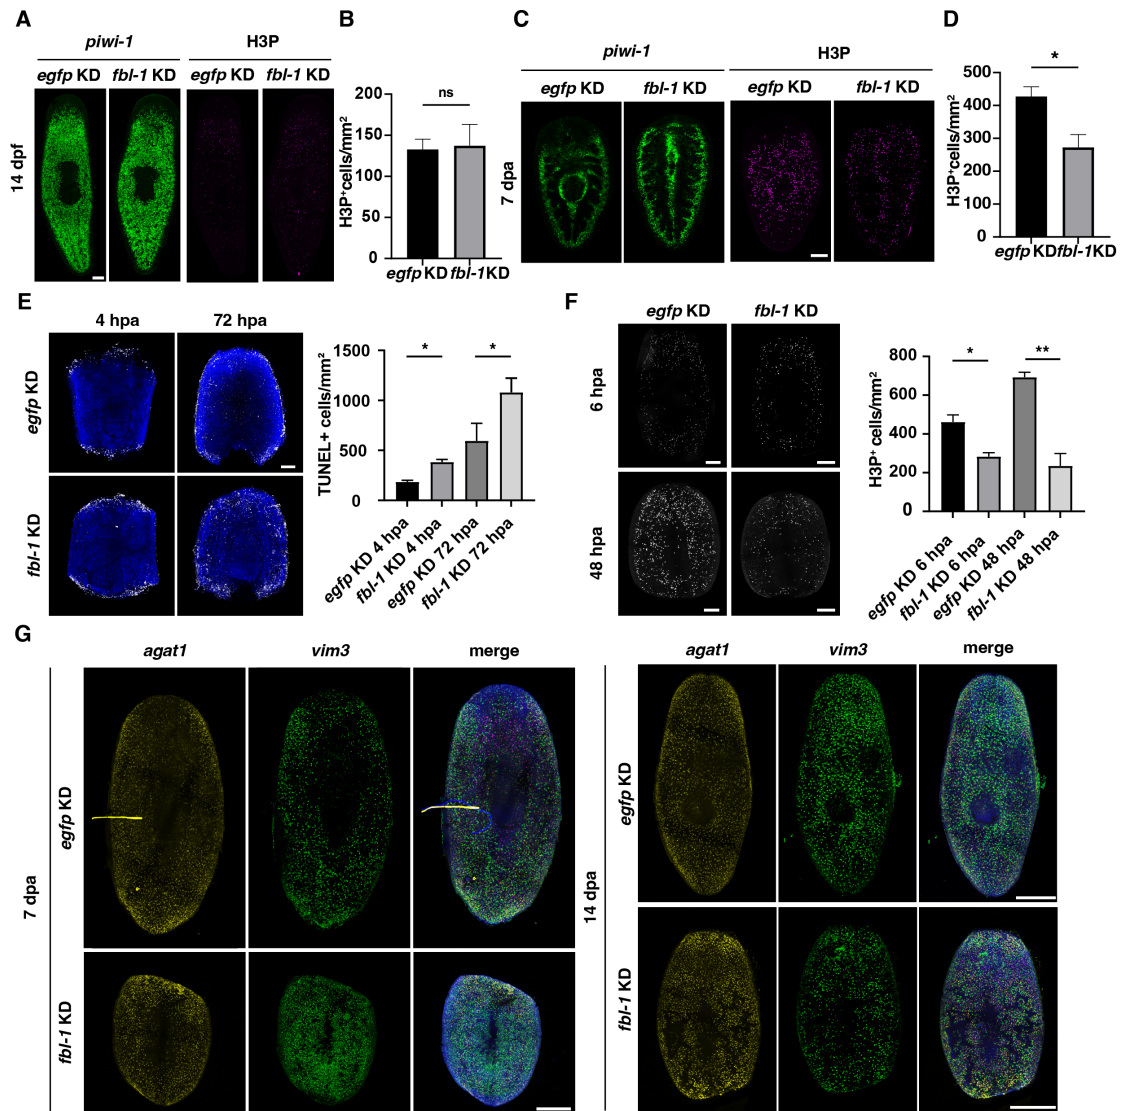 A
piwi-1
H3P
egfp KD
fbl-1 KD
egfp KD
fbl-1 KD
14 dpf
B
ns
H3P+cells/mm2
200
150
100
50
0
egfp KD
fbl-1KD
C
piwi-1
H3P
egfp KD
fbl-1 KD
egfp KD
fbl-1 KD
7 dpa
D
*
H3P+cells/mm2
500
400
300
200
100
0
egfp KD
fbl-1KD
E
4 hpa
72 hpa
egfp KD
fbl-1 KD
TUNEL+ cells/mm2
1500
1000
500
0
*
*
egfp KD 4 hpa
fbl-1 KD 4 hpa
egfp KD 72 hpa
fbl-1 KD 72 hpa
F
egfp KD
fbl-1 KD
6 hpa
48 hpa
H3P+ cells/mm2
800
600
400
200
0
*
**
egfp KD 6 hpa
fbl-1 KD 6 hpa
egfp KD 48 hpa
fbl-1 KD 48 hpa
G
agat1
vim3
merge
7 dpa
egfp KD
fbl-1 KD
agat1
vim3
merge
14 dpa
egfp KD
fbl-1 KD